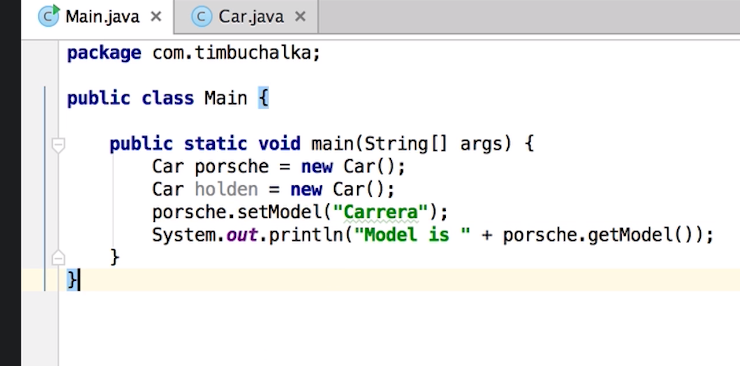 Main.java × Car.java ×
package com.timbuchalka;
public class Main {
public static void main(String[] args) {
Car porsche = new Car();
Car holden = new Car();
porsche.setModel("Carrera");
System.out.println("Model is " + porsche.getModel());
}
}